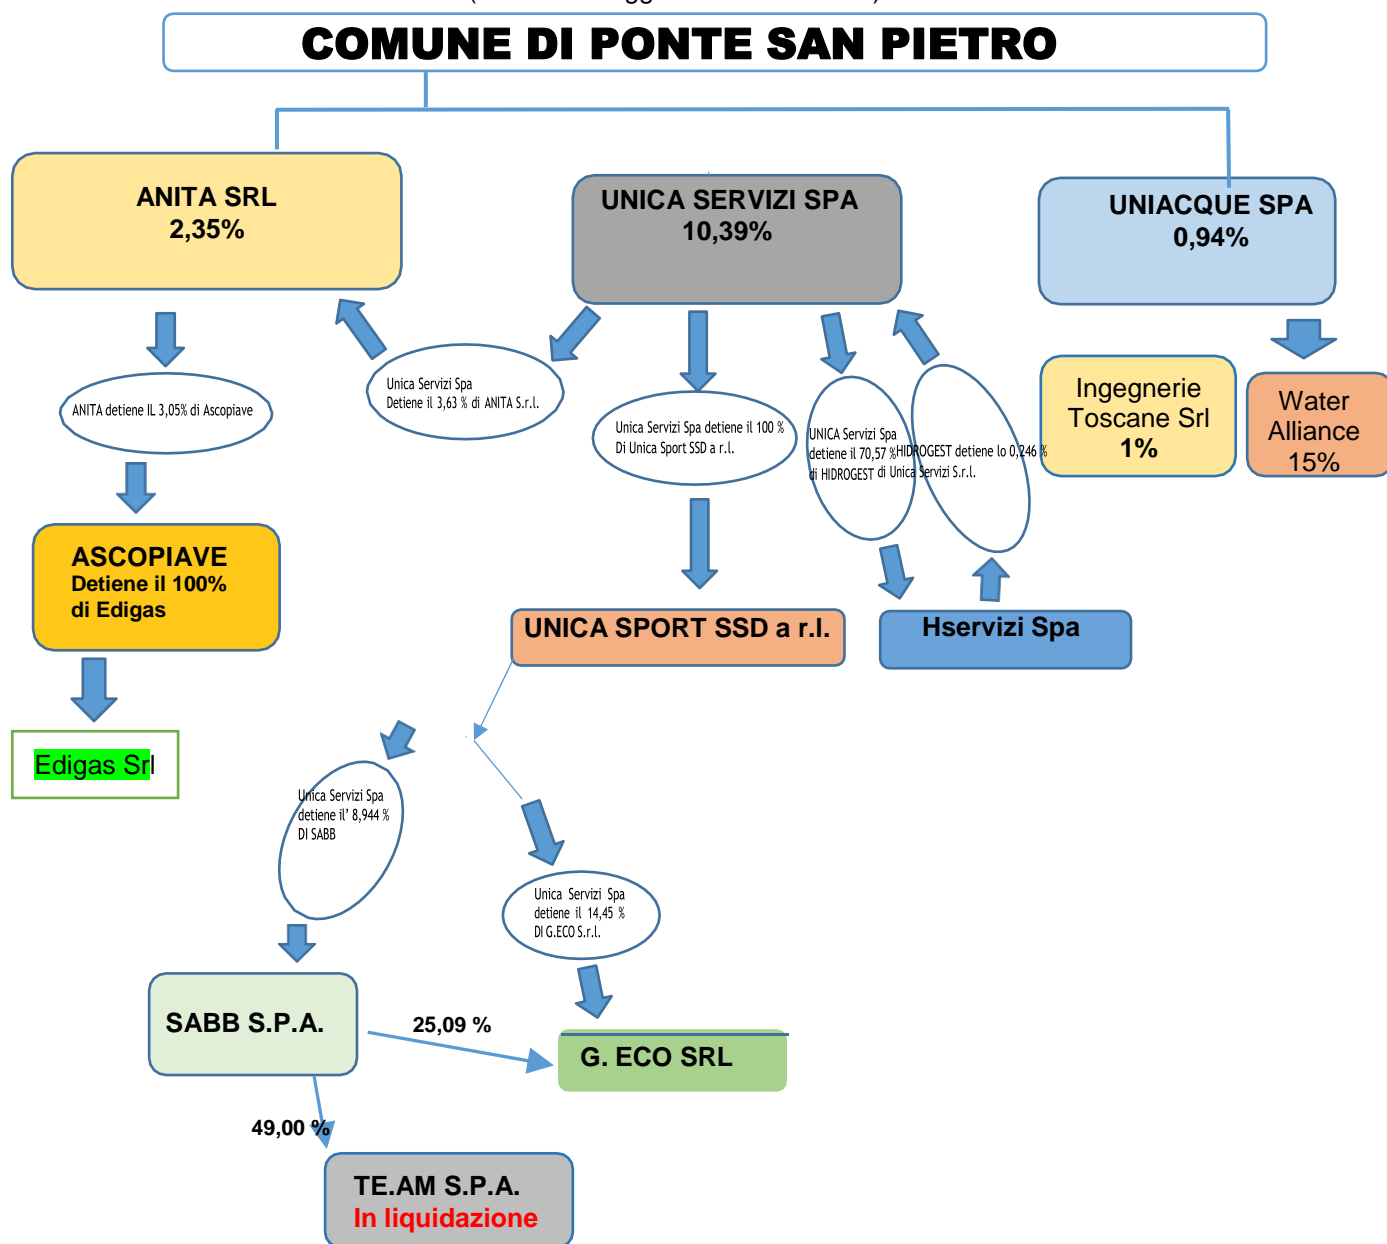 COMUNE DI PONTE SAN PIETRO
ANITA SRL
2,35%
UNICA SERVIZI SPA
10,39%
UNIACQUE SPA
0,94%
ANITA detiene IL 3,05% di Ascopiave
Unica Servizi Spa
Detiene il 3,63 % di ANITA S.r.l.
Unica Servizi Spa detiene il 100 %
Di Unica Sport SSD a r.l.
UNICA Servizi Spa
detiene il 70,57 %
di HIDROGEST
HIDROGEST detiene lo 0,246 %
di Unica Servizi S.r.l.
Ingegnerie
Toscane Srl
1%
Water
Alliance
15%
ASCOPIAVE
Detiene il 100%
di Edigas
UNICA SPORT SSD a r.l.
Hservizi Spa
Edigas Srl
Unica Servizi Spa
detiene il' 8,944 %
DI SABB
Unica Servizi Spa
detiene il 14,45 %
DI G.ECO S.r.l.
SABB S.P.A.
25,09 %
G. ECO SRL
49,00 %
TE.AM S.P.A.
In liquidazione